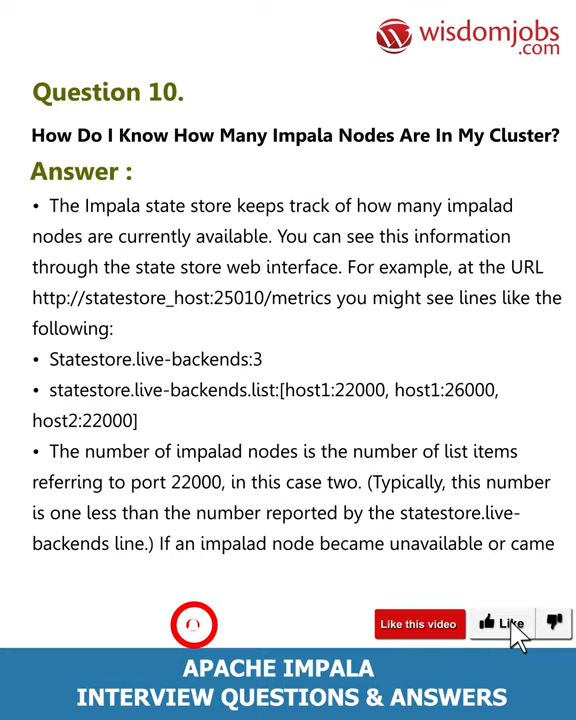 wisdomjobs
.com
Question 10.
How Do I Know How Many Impala Nodes Are In My Cluster?
Answer :
• The Impala state store keeps track of how many impalad
nodes are currently available. You can see this information
through the state store web interface. For example, at the URL
http://statestore_host:25010/metrics you might see lines like the
following:
• Statestore.live-backends:3
• statestore.live-backends.list:[host1:22000, host1:26000,
host2:22000]
• The number of impalad nodes is the number of list items
referring to port 22000, in this case two. (Typically, this number
is one less than the number reported by the statestore.live-
backends line.) If an impalad node became unavailable or came
Like this video
Like
APACHE IMPALA
INTERVIEW QUESTIONS & ANSWERS